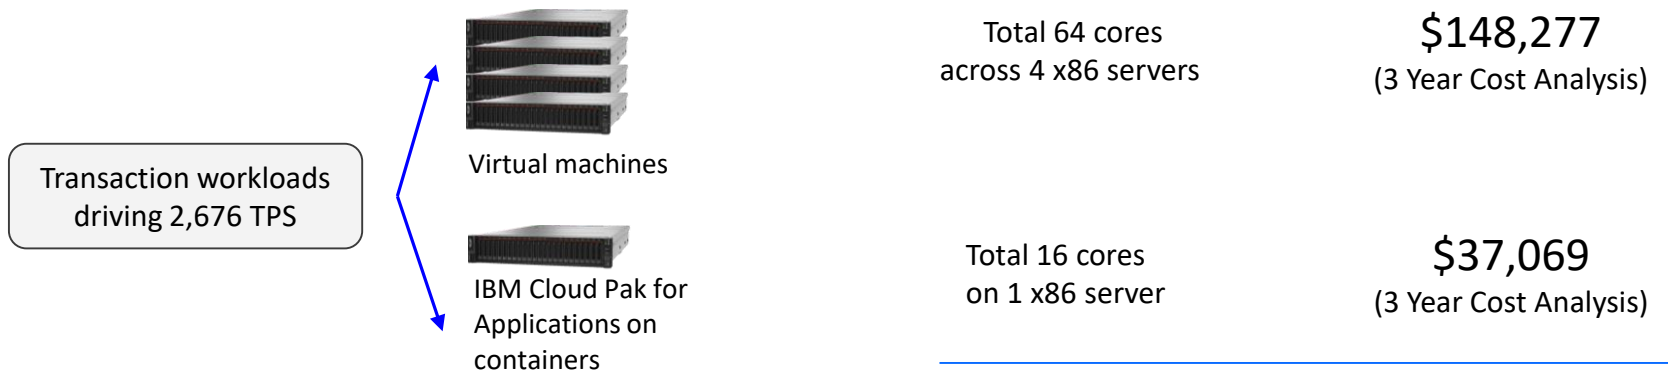 Transaction workloads
driving 2,676 TPS
Virtual machines
Total 64 cores
across 4 x86 servers
$148,277
(3 Year Cost Analysis)
IBM Cloud Pak for
Applications on
containers
Total 16 cores
on 1 x86 server
$37,069
(3 Year Cost Analysis)